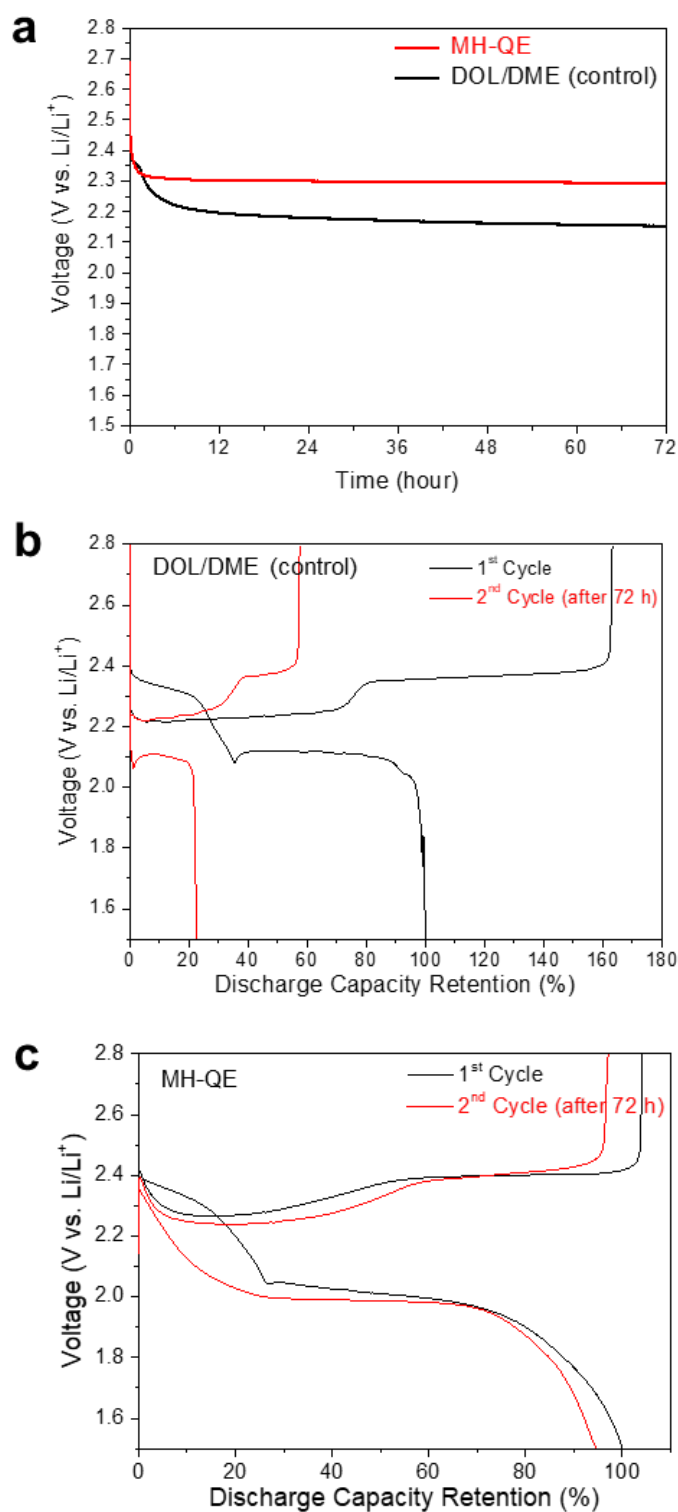 a
2.8
2.7
2.6
2.5
2.4
2.3
2.2
2.1
2.0
1.9
1.8
1.7
1.6
1.5
Voltage (V vs. Li/Li⁺)
MH-QE
DOL/DME (control)
0 12 24 36 48 60 72
Time (hour)
b
2.8
2.6
2.4
2.2
2.0
1.8
1.6
Voltage (V vs. Li/Li⁺)
DOL/DME (control)
1ˢᵗ Cycle
2ⁿᵈ Cycle (after 72 h)
0 20 40 60 80 100 120 140 160 180
Discharge Capacity Retention (%)
c
2.8
2.6
2.4
2.2
2.0
1.8
1.6
Voltage (V vs. Li/Li⁺)
MH-QE
1ˢᵗ Cycle
2ⁿᵈ Cycle (after 72 h)
0 20 40 60 80 100
Discharge Capacity Retention (%)